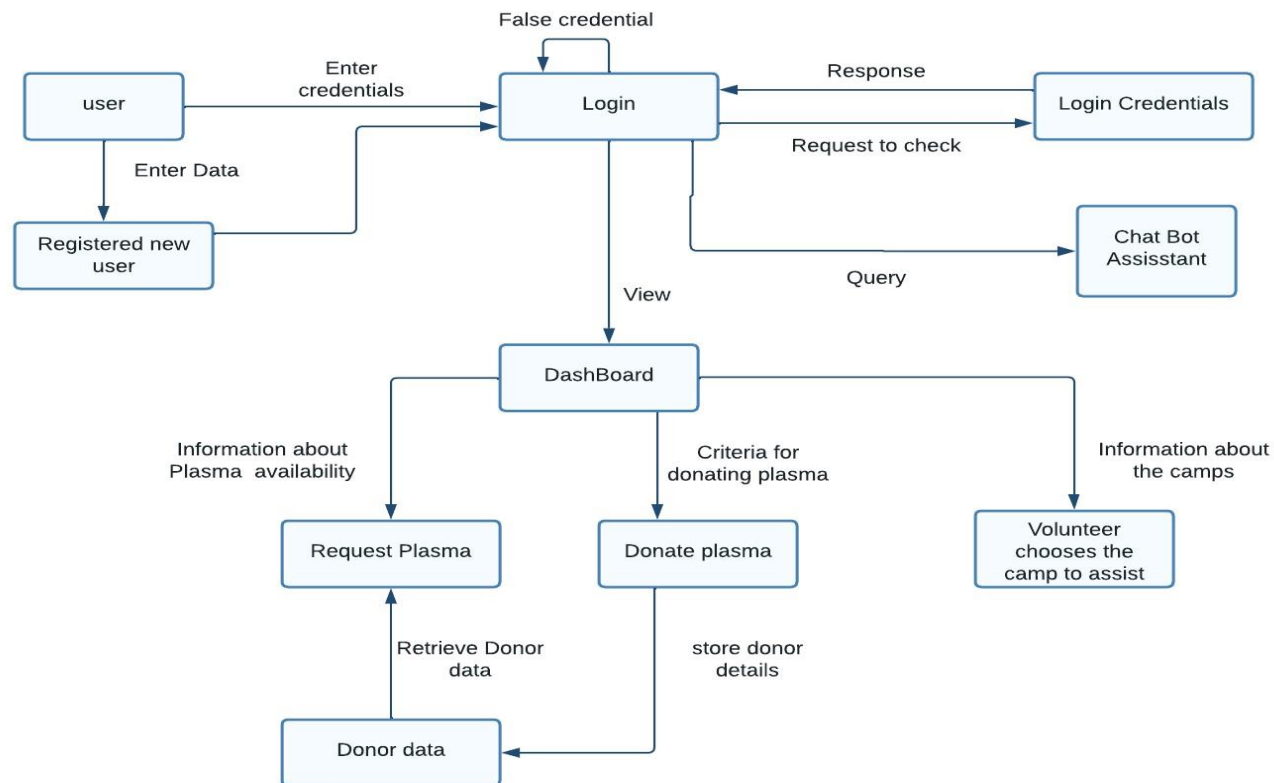 False credential
Enter
credentials
Response
user
Login
Login Credentials
Request to check
Enter Data
Registered new
user
Chat Bot
Assisstant
Query
View
DashBoard
Information about
Plasma availability
Criteria for
donating plasma
Information about
the camps
Request Plasma
Donate plasma
Volunteer
chooses the
camp to assist
Retrieve Donor
data
store donor
details
Donor data